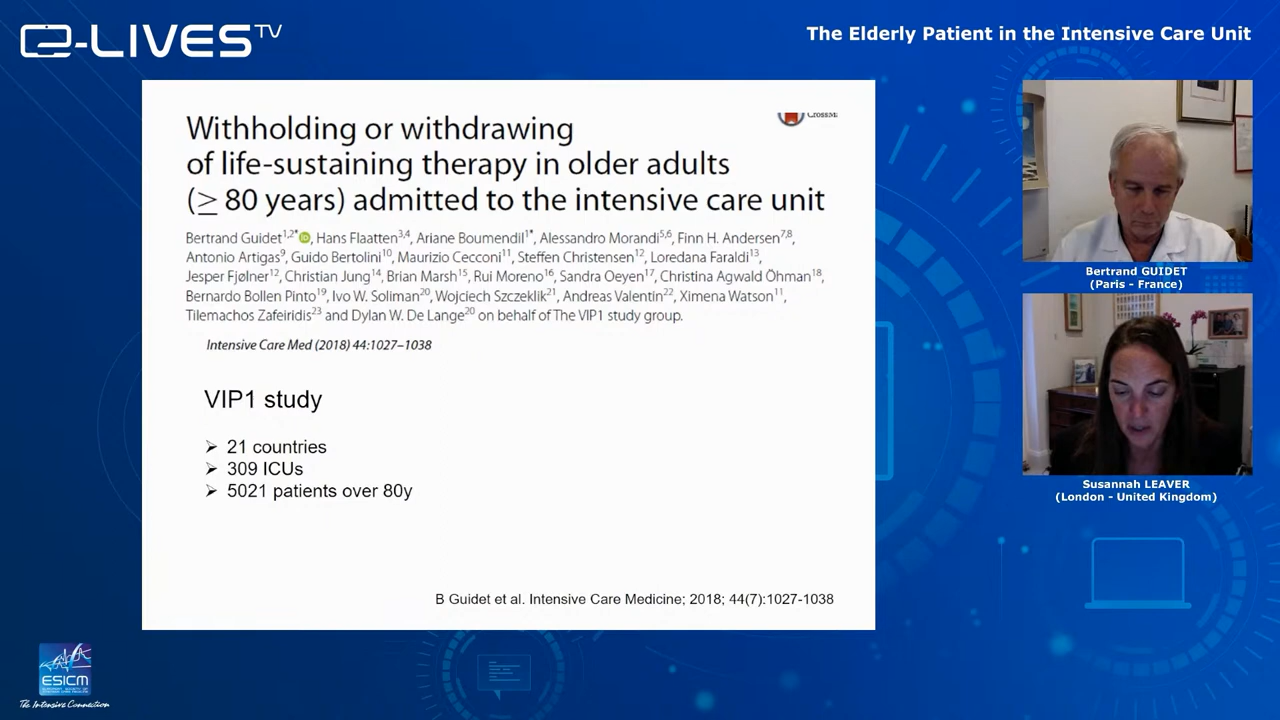 e-LIVES TV
The Elderly Patient in the Intensive Care Unit
Withholding or withdrawing
of life-sustaining therapy in older adults
(≥ 80 years) admitted to the intensive care unit
Bertrand Guidet1,2*, Hans Flaatten3,4, Ariane Boumendil1*, Alessandro Morandi5,6, Finn H. Andersen7,8,
Antonio Artigas9, Guido Bertolini10, Maurizio Cecconi11, Steffen Christensen12, Loredana Faraldi13,
Jesper Fjølner12, Christian Jung14, Brian Marsh15, Rui Moreno16, Sandra Oeyen17, Christina Agwald Öhman18,
Bernardo Bollen Pinto19, Ivo W. Soliman20, Wojciech Szczeklik21, Andreas Valentin22, Ximena Watson11,
Tilemachos Zafeiridis23 and Dylan W. De Lange20 on behalf of The VIP1 study group.
Intensive Care Med (2018) 44:1027–1038
VIP1 study
➢ 21 countries
➢ 309 ICUs
➢ 5021 patients over 80y
B Guidet et al. Intensive Care Medicine; 2018; 44(7):1027-1038
Bertrand GUIDET
(Paris - France)
Susannah LEAVER
(London - United Kingdom)
ESICM
The Intensive Connection